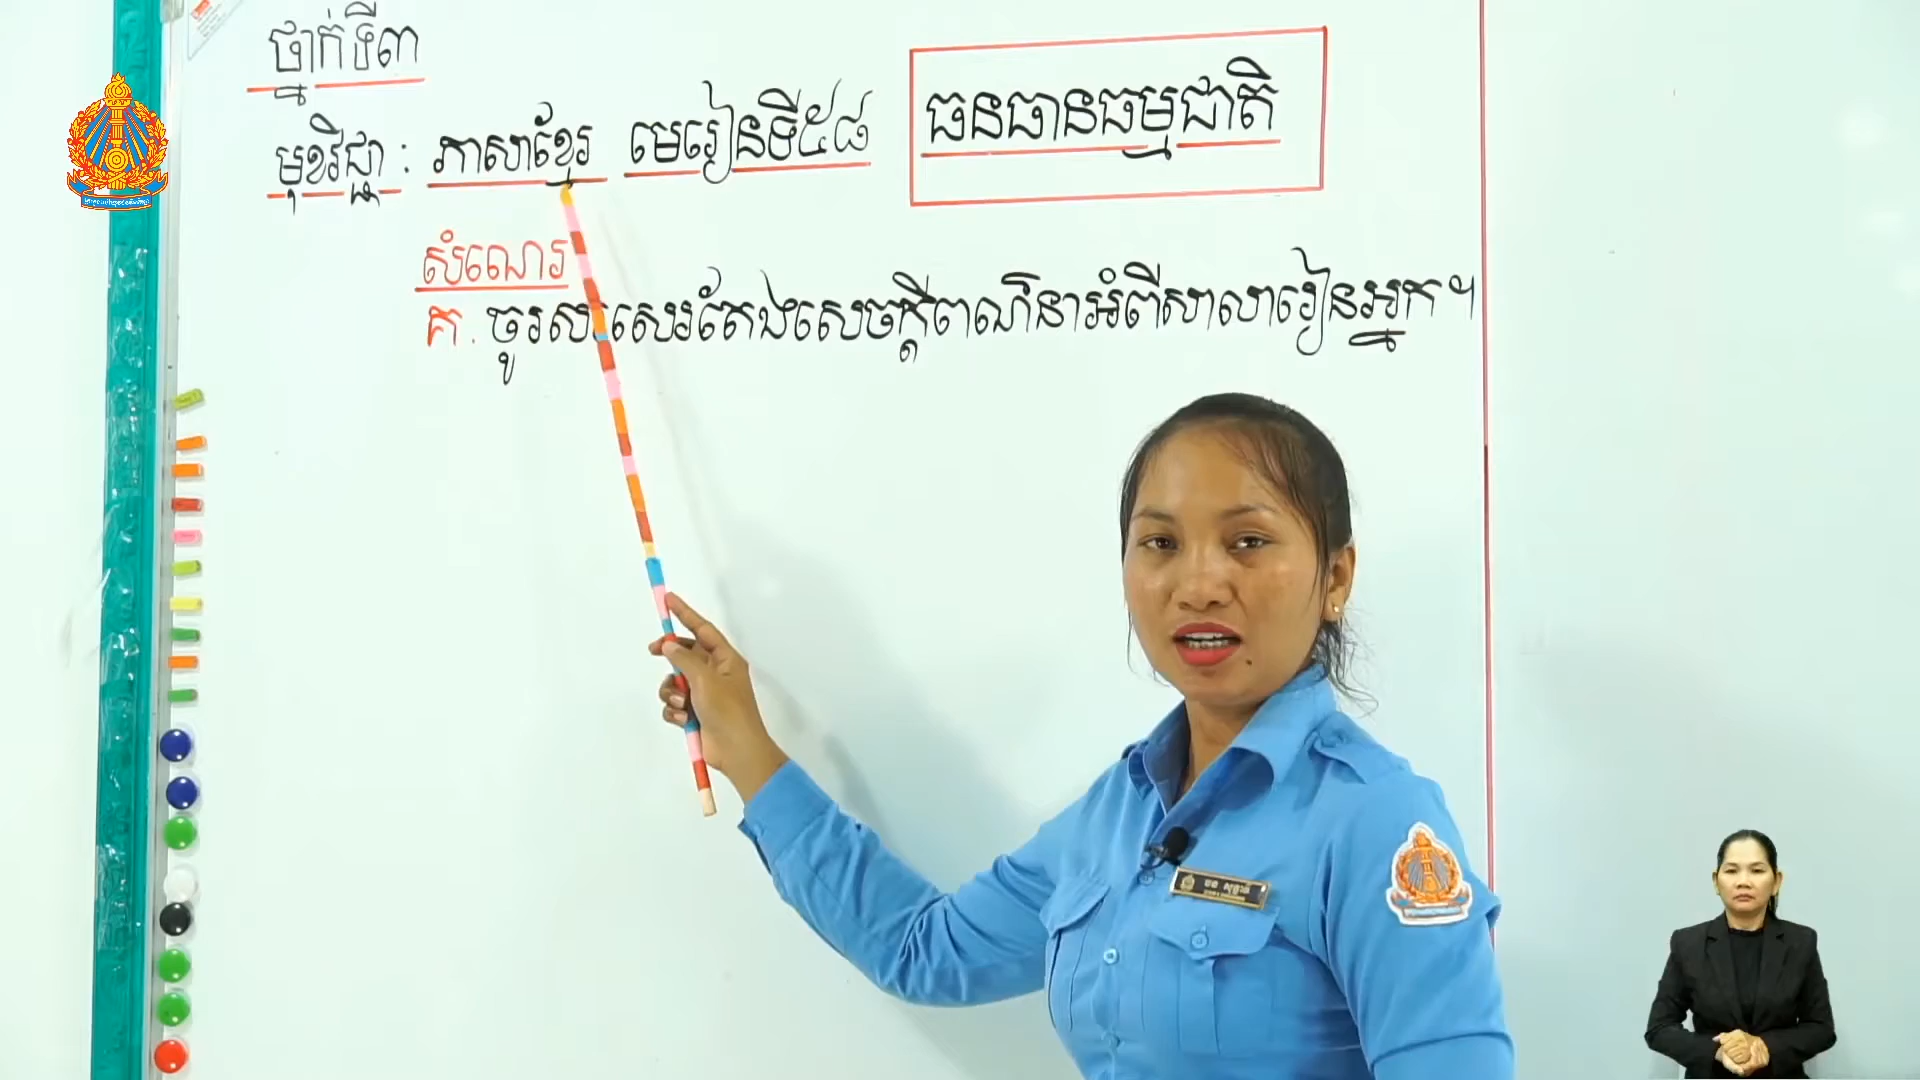 ថ្នាក់ទី៣
មុខវិជ្ជា : ភាសាខ្មែរ មេរៀនទី៥៨ ធនធានធម្មជាតិ
សំណេរ
គ. ចូរសរសេរតែងសេចក្ដីពណ៌នាអំពីសាលារៀនអ្នក។